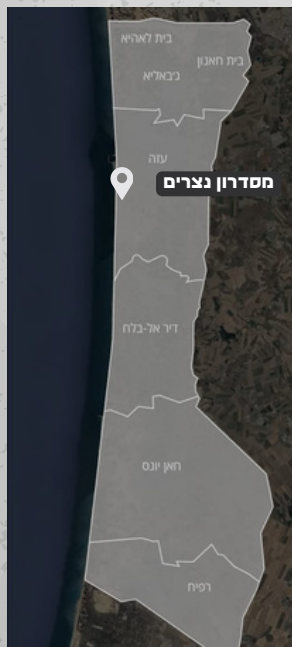 בית לאהיא
בית חאנון
ג'באליא
עזה
מסדרון נצרים
דיר אל-בלח
חאן יונס
רפיח